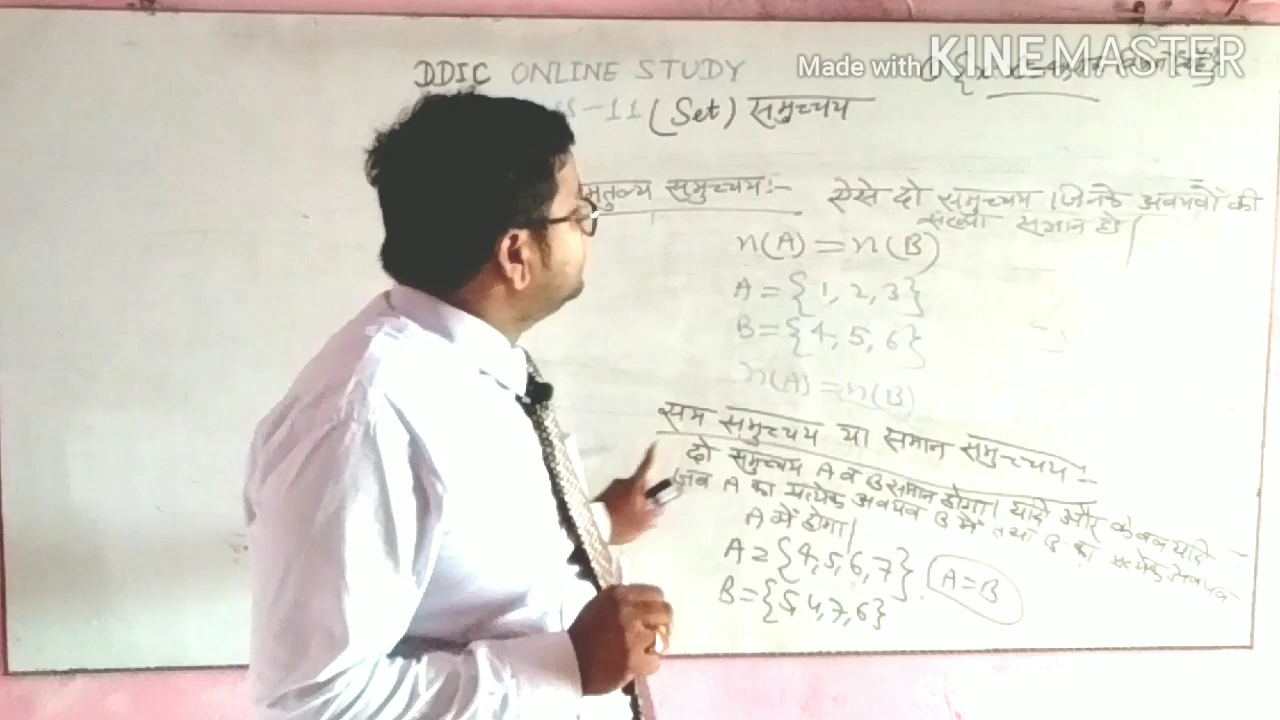 Made with KINEMASTER
DDIC ONLINE STUDY
-11 (Set) समुच्चय
समुच्चय :- ऐसे दो समुच्चय जिनके अवयवों की
संख्या समान हो।
n(A) = n(B)
A = {1, 2, 3}
B = {4, 5, 6}
n(A) = n(B)
सम समुच्चय या समान समुच्चय :-
दो समुच्चय A व B समान होगा। यदि और केवल यदि
जब A का प्रत्येक अवयव B में तथा B का प्रत्येक अवयव
A में होगा।
A = {4, 5, 6, 7} A = B
B = {5, 4, 7, 6}